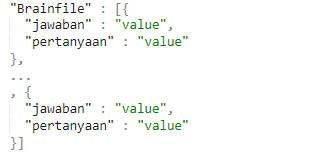 "Brainfile" : [{
"jawaban" : "value",
"pertanyaan" : "value"
},
...
, {
"jawaban" : "value",
"pertanyaan" : "value"
}]